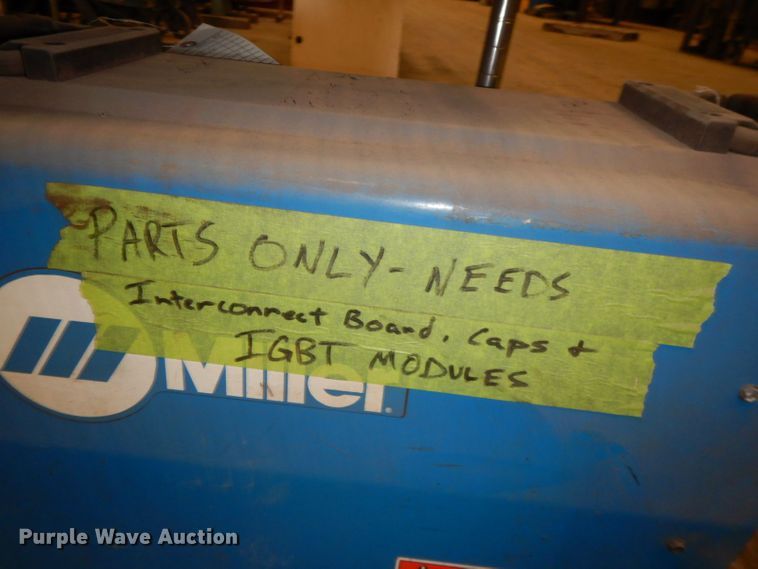 PARTS ONLY - NEEDS
Interconnect Board, Caps +
IGBT MODULES
Miller
Purple Wave Auction